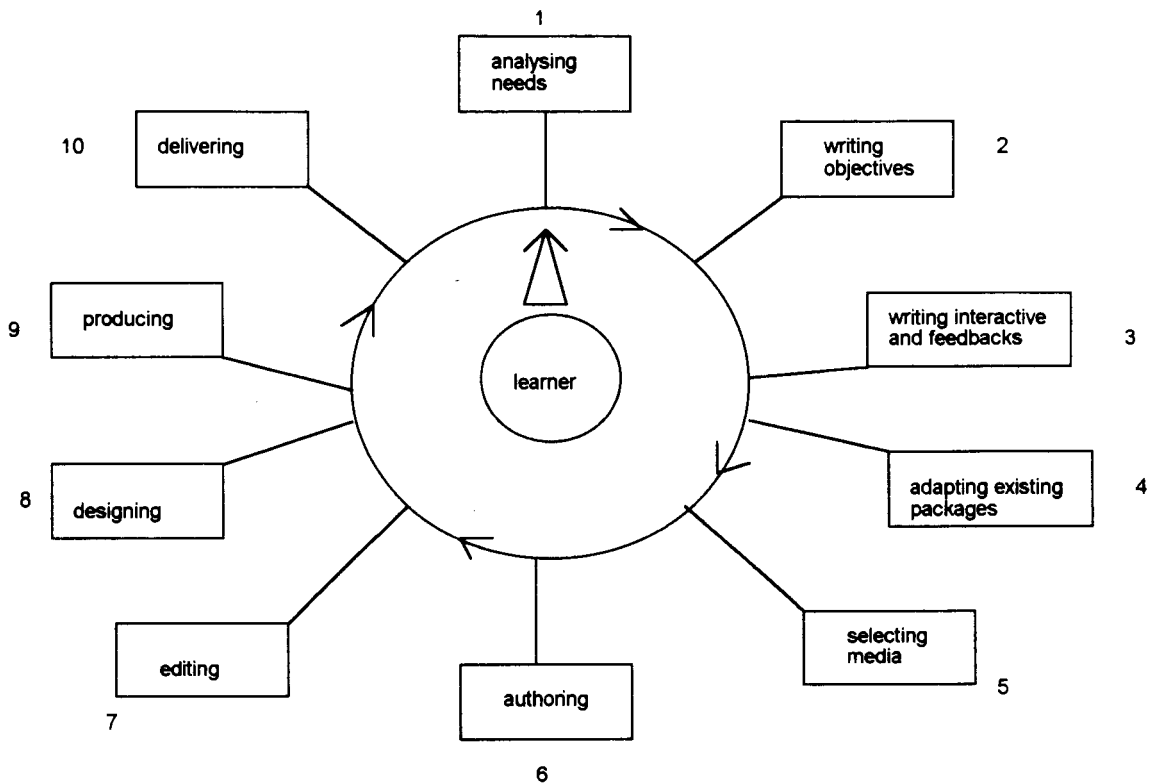 1
analysing
needs
2
writing
objectives
3
writing interactive
and feedbacks
4
adapting existing
packages
5
selecting
media
6
authoring
7
editing
8
designing
9
producing
10
delivering
learner